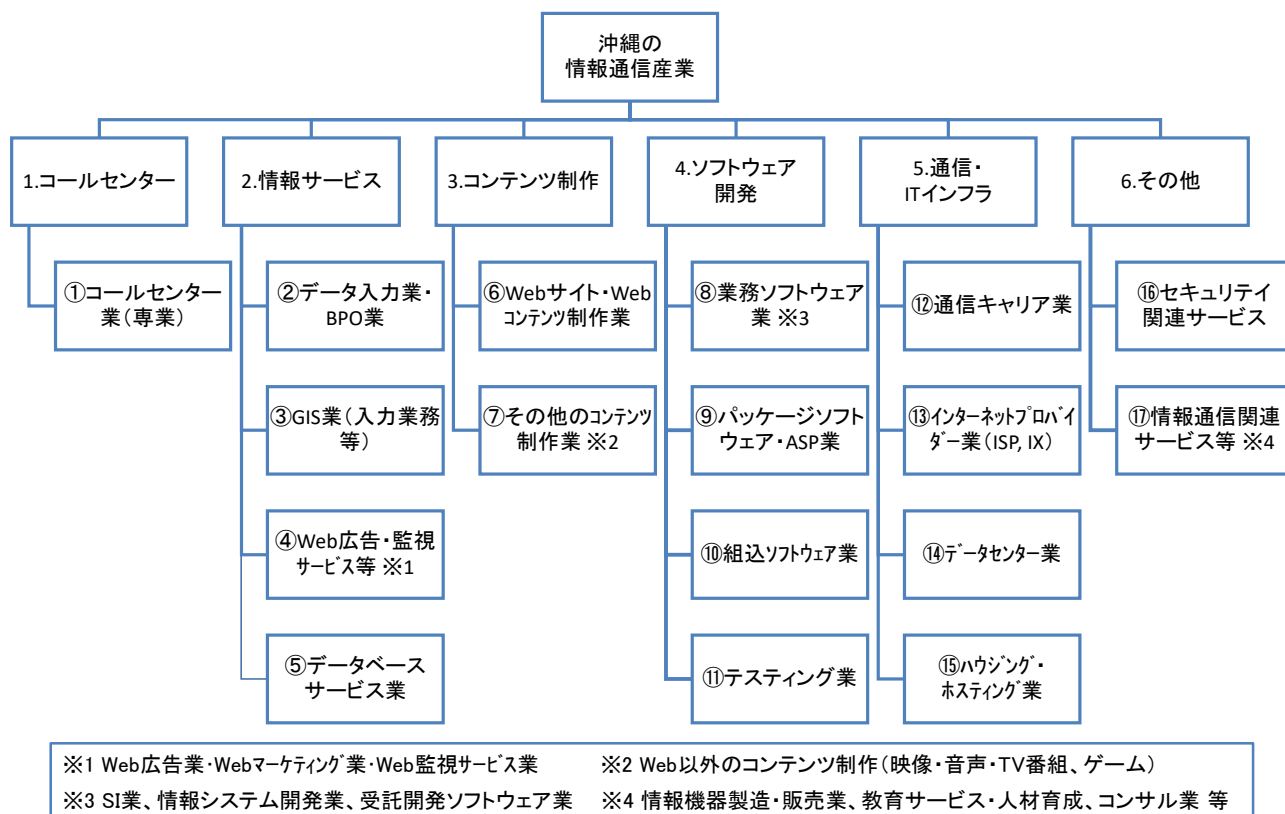 沖縄の
情報通信産業
1.コールセンター
2.情報サービス
3.コンテンツ制作
4.ソフトウェア
開発
5.通信・
ITインフラ
6.その他
①コールセンター
業(専業)
②データ入力業・
BPO業
⑥Webサイト・Web
コンテンツ制作業
⑧業務ソフトウェア
業 ※3
⑫通信キャリア業
⑯セキュリテイ
関連サービス
③GIS業(入力業務
等)
⑦その他のコンテンツ
制作業 ※2
⑨パッケージソフト
ウェア・ASP業
⑬インターネットプロバイ
ダー業(ISP, IX)
⑰情報通信関連
サービス等 ※4
④Web広告・監視
サービス等 ※1
⑩組込ソフトウェア業
⑭データセンター業
⑤データベース
サービス業
⑪テスティング業
⑮ハウジング・
ホスティング業
※1 Web広告業・Webマーケティング業・Web監視サービス業 ※2 Web以外のコンテンツ制作(映像・音声・TV番組、ゲーム)
※3 SI業、情報システム開発業、受託開発ソフトウェア業 ※4 情報機器製造・販売業、教育サービス・人材育成、コンサル業 等